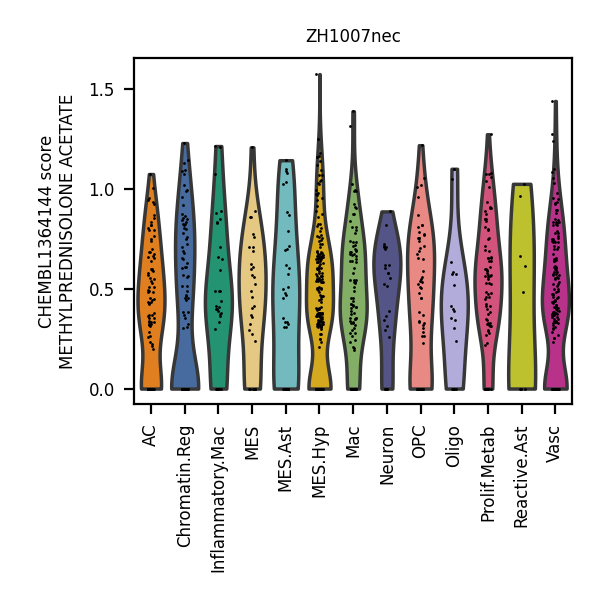 ZH1007nec
CHEMBL1364144 score
METHYLPREDNISOLONE ACETATE
1.5
1.0
0.5
0.0
AC
Chromatin.Reg
Inflammatory.Mac
MES
MES.Ast
MES.Hyp
Mac
Neuron
OPC
Oligo
Prolif.Metab
Reactive.Ast
Vasc